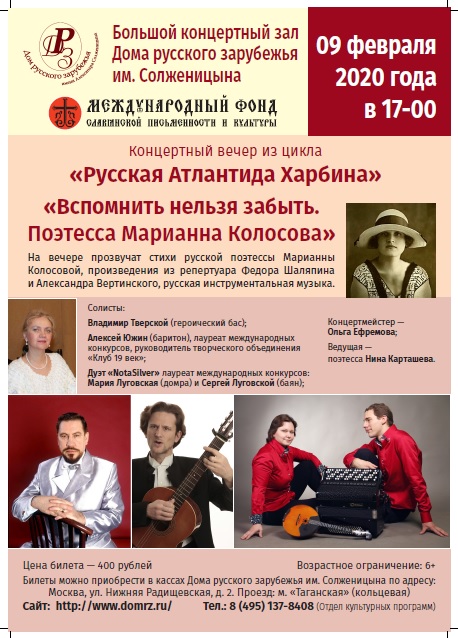 Дом русского зарубежья
имени Александра Солженицына
Большой концертный зал
Дома русского зарубежья
им. Солженицына
МЕЖДУНАРОДНЫЙ ФОНД
СЛАВЯНСКОЙ ПИСЬМЕННОСТИ И КУЛЬТУРЫ
09 февраля
2020 года
в 17-00
Концертный вечер из цикла
«Русская Атлантида Харбина»
«Вспомнить нельзя забыть.
Поэтесса Марианна Колосова»
На вечере прозвучат стихи русской поэтессы Марианны
Колосовой, произведения из репертуара Федора Шаляпина
и Александра Вертинского, русская инструментальная музыка.
Солисты:
Владимир Тверской (героический бас);
Алексей Южин (баритон), лауреат международных
конкурсов, руководитель творческого объединения
«Клуб 19 век»;
Дуэт «NotaSilver» лауреат международных конкурсов:
Мария Луговская (домра) и Сергей Луговской (баян);
Концертмейстер —
Ольга Ефремова;
Ведущая —
поэтесса Нина Карташева.
Цена билета — 400 рублей
Возрастное ограничение: 6+
Билеты можно приобрести в кассах Дома русского зарубежья им. Солженицына по адресу:
Москва, ул. Нижняя Радищевская, д. 2. Проезд: м. «Таганская» (кольцевая)
Сайт: http://www.domrz.ru/ Тел.: 8 (495) 137-8408 (Отдел культурных программ)